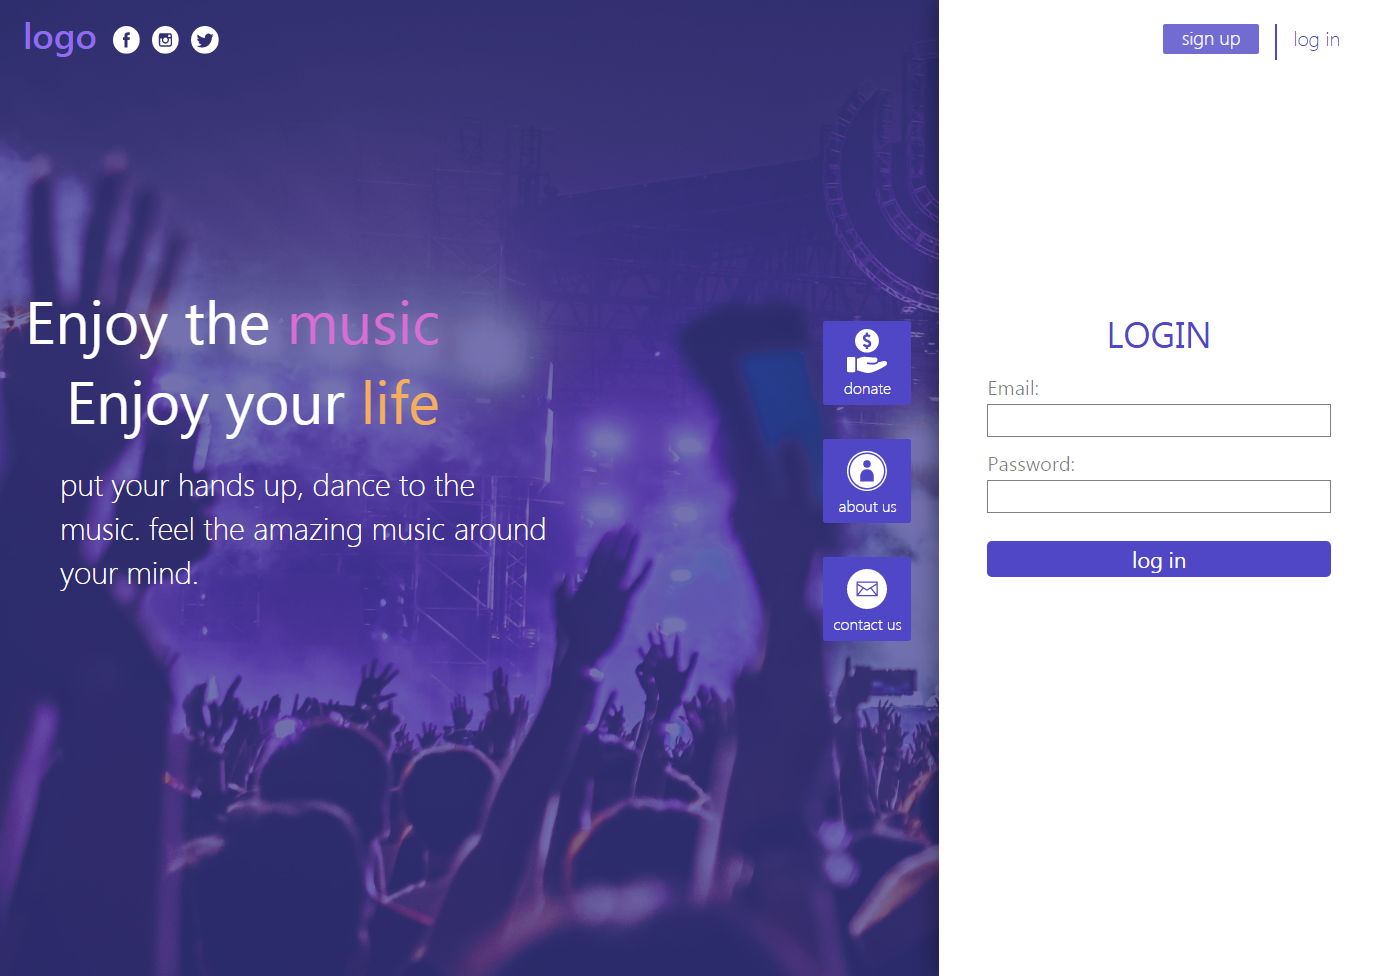 logo
sign up
log in
Enjoy the music
Enjoy your life
put your hands up, dance to the
music. feel the amazing music around
your mind.
donate
about us
contact us
LOGIN
Email:
Password:
log in